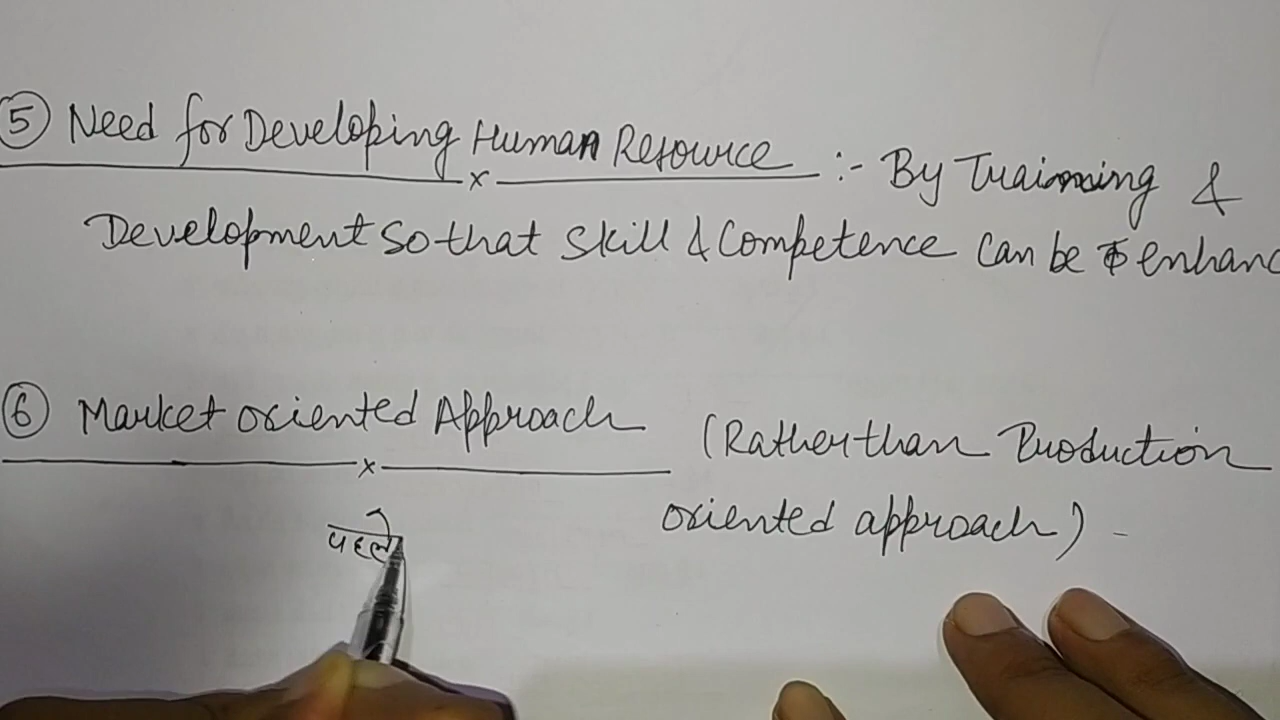 5 Need for Developing Human Resource :- By Training &
Development so that skill & Competence can be enhanc
6 Market oriented Approach (Rather than Production
oriented approach) -
पहले